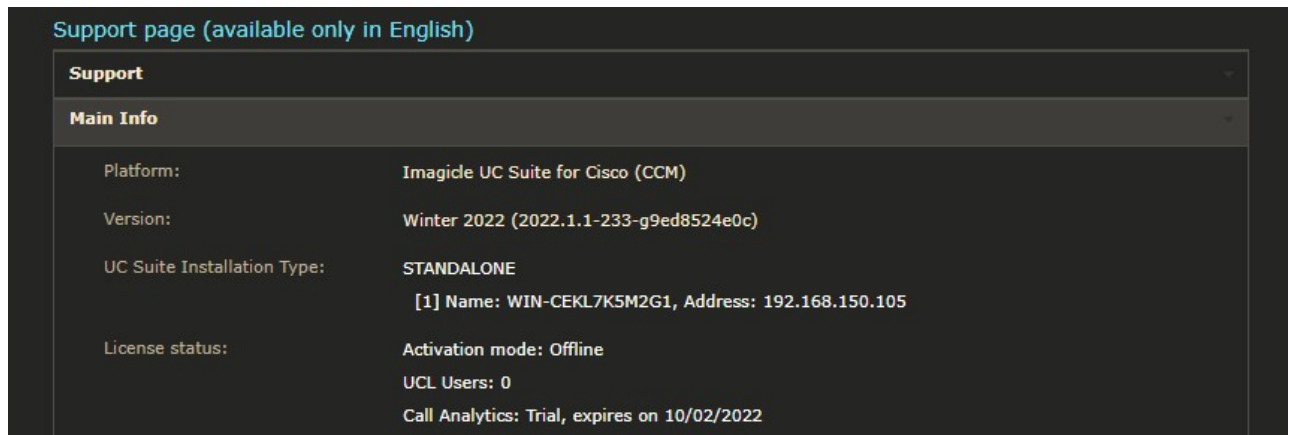 Support page (available only in English)
Support
Main Info
Platform: Imagicle UC Suite for Cisco (CCM)
Version: Winter 2022 (2022.1.1-233-g9ed8524e0c)
UC Suite Installation Type: STANDALONE
[1] Name: WIN-CEKL7K5M2G1, Address: 192.168.150.105
License status: Activation mode: Offline
UCL Users: 0
Call Analytics: Trial, expires on 10/02/2022